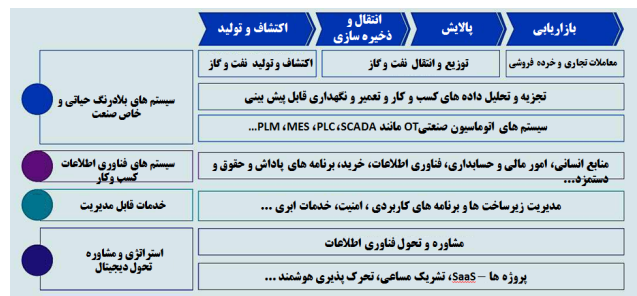 اکتشاف و تولید
انتقال و
ذخیره سازی
پالایش
بازاریابی
اکتشاف و تولید نفت و گاز
توزیع و انتقال نفت و گاز
معاملات تجاری و خرده فروشی
سیستم های بلادرنگ حیاتی و
خاص صنعت
تجزیه و تحلیل داده های کسب و کار و تعمیر و نگهداری قابل پیش بینی
سیستم های اتوماسیون صنعتیOT مانند PLM ،MES ،PLC،SCADA...
سیستم های فناوری اطلاعات
کسب وکار
منابع انسانی، امور مالی و حسابداری، فناوری اطلاعات، خرید، برنامه های پاداش و حقوق و
دستمزد...
خدمات قابل مدیریت
مدیریت زیرساخت ها و برنامه های کاربردی ، امنیت، خدمات ابری ...
استراتژی و مشاوره
تحول دیجیتال
مشاوره و تحول فناوری اطلاعات
پروژه ها – SaaS، تشریک مساعی، تحرک پذیری هوشمند ...